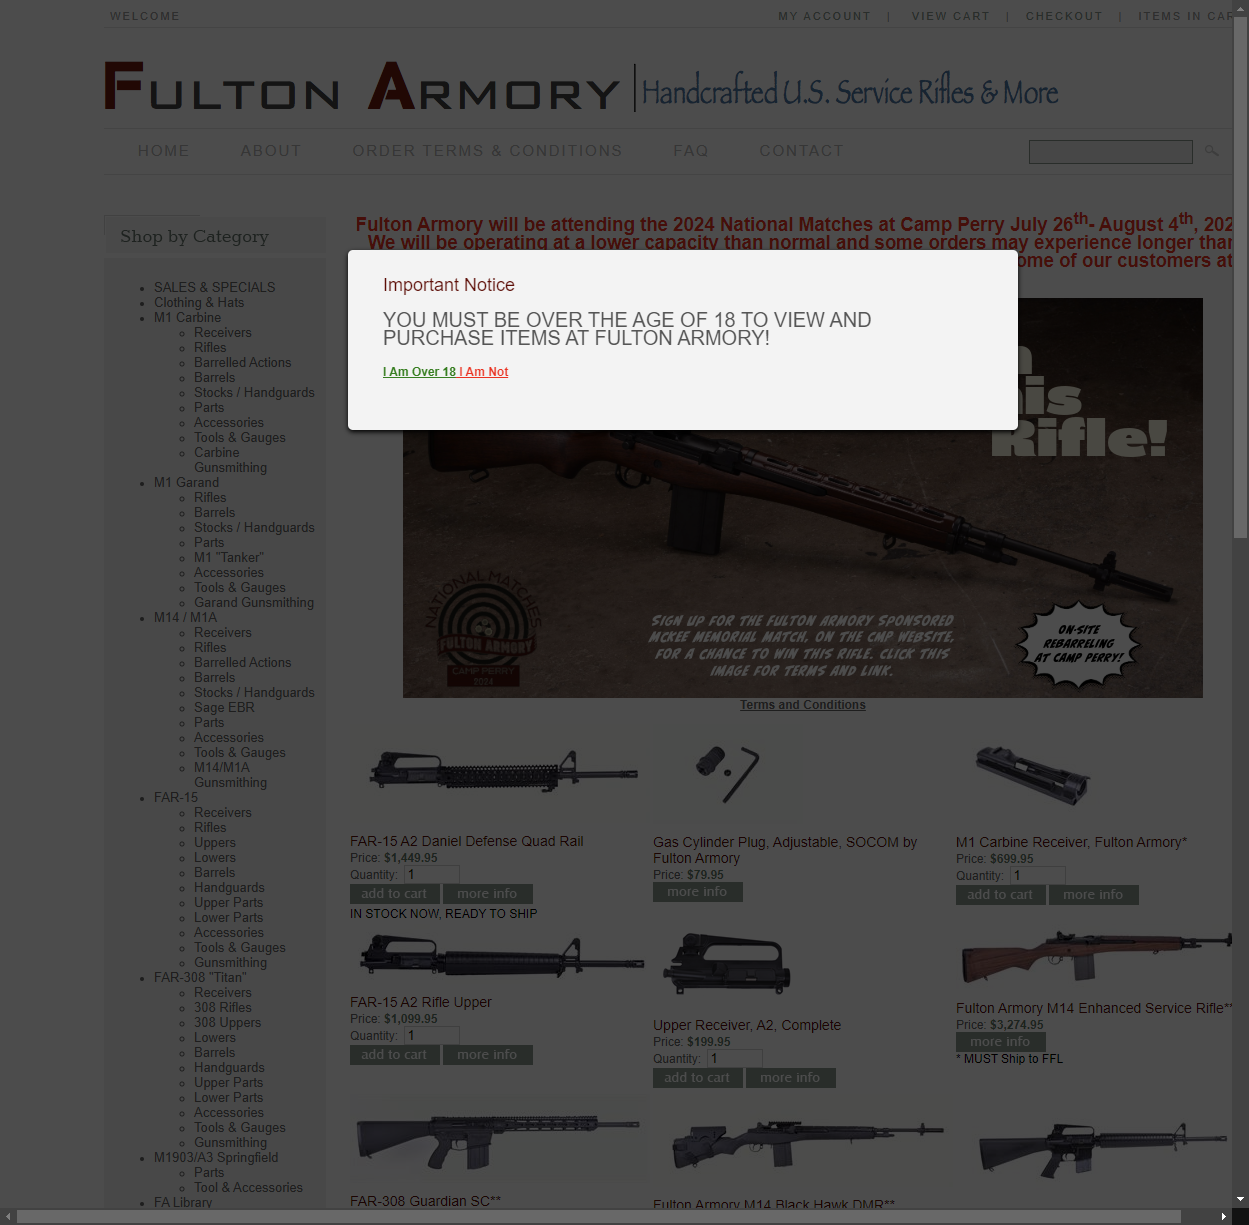 WELCOME
MY ACCOUNT | VIEW CART | CHECKOUT | ITEMS IN CAR
FULTON ARMORY | Handcrafted U.S. Service Rifles & More
HOME ABOUT ORDER TERMS & CONDITIONS FAQ CONTACT
Shop by Category
SALES & SPECIALS
Clothing & Hats
M1 Carbine
Receivers
Rifles
Barrelled Actions
Barrels
Stocks / Handguards
Parts
Accessories
Tools & Gauges
Carbine
Gunsmithing
M1 Garand
Rifles
Barrels
Stocks / Handguards
Parts
M1 "Tanker"
Accessories
Tools & Gauges
Garand Gunsmithing
M14 / M1A
Receivers
Rifles
Barrelled Actions
Barrels
Stocks / Handguards
Sage EBR
Parts
Accessories
Tools & Gauges
M14/M1A
Gunsmithing
FAR-15
Receivers
Rifles
Uppers
Lowers
Barrels
Handguards
Upper Parts
Lower Parts
Accessories
Tools & Gauges
Gunsmithing
FAR-308 "Titan"
Receivers
308 Rifles
308 Uppers
Lowers
Barrels
Handguards
Upper Parts
Lower Parts
Accessories
Tools & Gauges
Gunsmithing
M1903/A3 Springfield
Parts
Tool & Accessories
FA Library
Fulton Armory will be attending the 2024 National Matches at Camp Perry July 26th- August 4th, 202
We will be operating at a lower capacity than normal and some orders may experience longer than
ome of our customers at
Important Notice
YOU MUST BE OVER THE AGE OF 18 TO VIEW AND
PURCHASE ITEMS AT FULTON ARMORY!
I Am Over 18 I Am Not
his
Rifle!
NATIONAL MATCHES
FULTON ARMORY
CAMP PERRY
2024
SIGN UP FOR THE FULTON ARMORY SPONSORED
MCKEE MEMORIAL MATCH, ON THE CMP WEBSITE,
FOR A CHANCE TO WIN THIS RIFLE. CLICK THIS
IMAGE FOR TERMS AND LINK.
ON-SITE
REBARRELING
AT CAMP PERRY!
Terms and Conditions
FAR-15 A2 Daniel Defense Quad Rail
Price: $1,449.95
Quantity: 1
add to cart more info
IN STOCK NOW, READY TO SHIP
Gas Cylinder Plug, Adjustable, SOCOM by
Fulton Armory
Price: $79.95
more info
M1 Carbine Receiver, Fulton Armory*
Price: $699.95
Quantity: 1
add to cart more info
FAR-15 A2 Rifle Upper
Price: $1,099.95
Quantity: 1
add to cart more info
Upper Receiver, A2, Complete
Price: $199.95
Quantity: 1
add to cart more info
Fulton Armory M14 Enhanced Service Rifle**
Price: $3,274.95
more info
* MUST Ship to FFL
FAR-308 Guardian SC**
Fulton Armory M14 Black Hawk DMR**